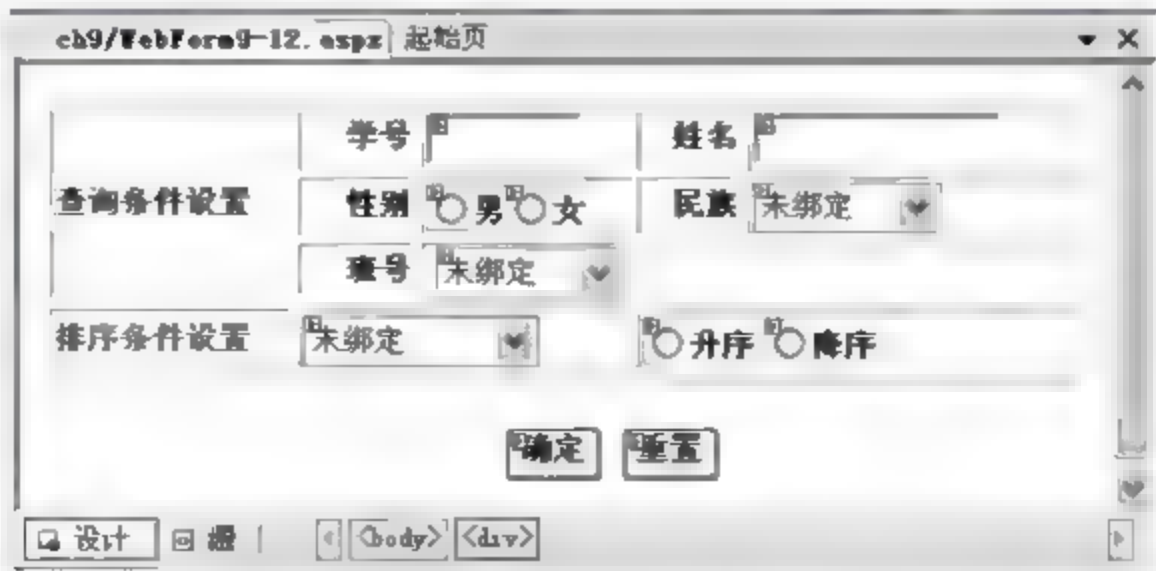 ch9/WebForm9-12.aspx 起始页
学号 姓名
查询条件设置 性别 男 女 民族 未绑定
班号 未绑定
排序条件设置 未绑定 升序 降序
确定 重置
设计 <body> <div>